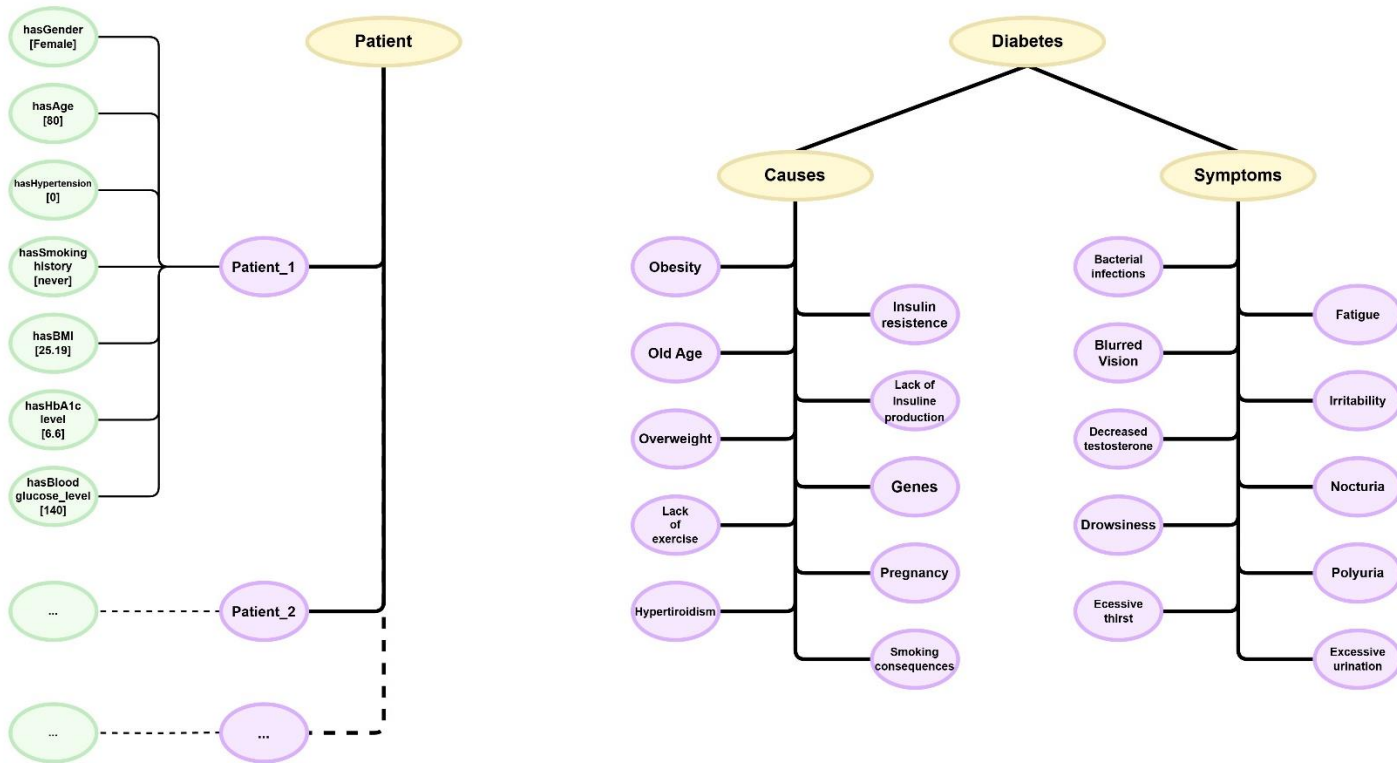 hasGender
[Female]
hasAge
[80]
hasHypertension
[0]
hasSmoking
history
[never]
hasBMI
[25.19]
hasHbA1c
level
[6.6]
hasBlood
glucose_level
[140]
...
...
Patient
Patient_1
Patient_2
...
Diabetes
Causes
Obesity
Insulin
resistence
Old Age
Lack of
Insuline
production
Overweight
Genes
Lack
of
exercise
Pregnancy
Hypertiroidism
Smoking
consequences
Symptoms
Bacterial
infections
Fatigue
Blurred
Vision
Irritability
Decreased
testosterone
Nocturia
Drowsiness
Polyuria
Ecessive
thirst
Excessive
urination